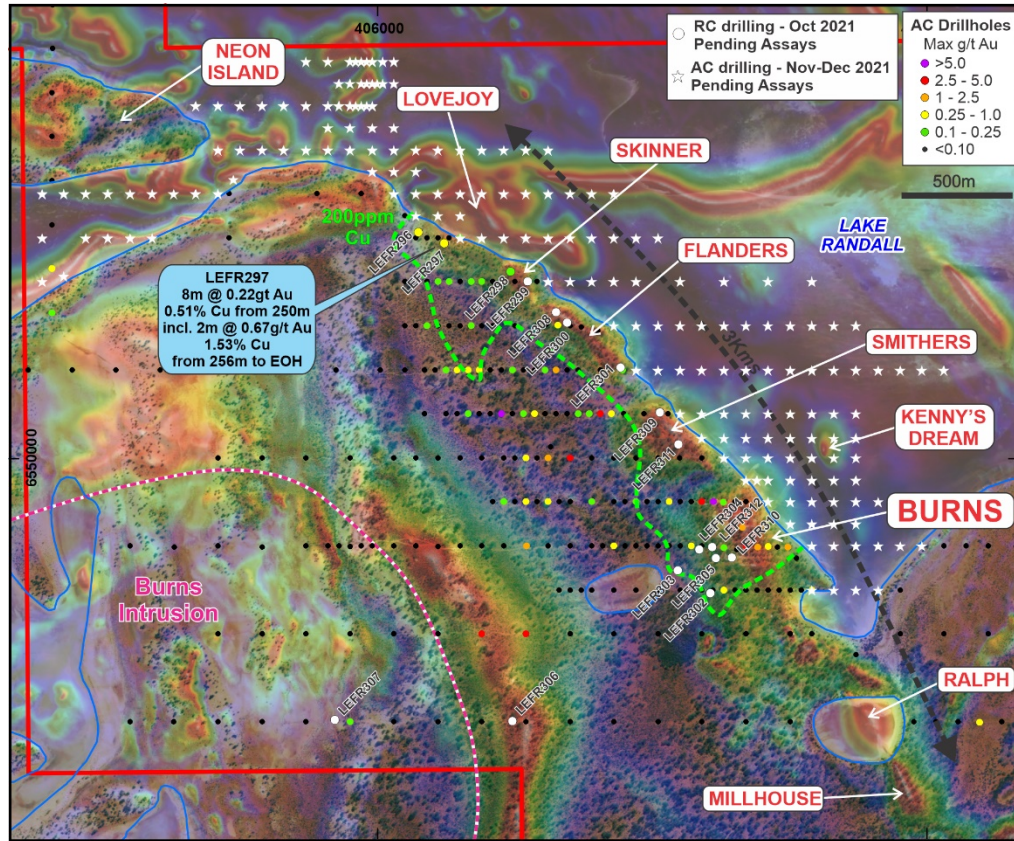 406000
6550000
NEON
ISLAND
LOVEJOY
SKINNER
FLANDERS
SMITHERS
KENNY'S
DREAM
BURNS
RALPH
MILLHOUSE
LAKE
RANDALL
3Km
200ppm
Cu
Burns
Intrusion
RC drilling - Oct 2021
Pending Assays
AC drilling - Nov-Dec 2021
Pending Assays
AC Drillholes
Max g/t Au
>5.0
2.5 - 5.0
1 - 2.5
0.25 - 1.0
0.1 - 0.25
<0.10
500m
LEFR297
8m @ 0.22gt Au
0.51% Cu from 250m
incl. 2m @ 0.67g/t Au
1.53% Cu
from 256m to EOH
LEFR296
LEFR297
LEFR298
LEFR299
LEFR308
LEFR300
LEFR301
LEFR309
LEFR311
LEFR304
LEFR312
LEFR310
LEFR303
LEFR305
LEFR302
LEFR307
LEFR306